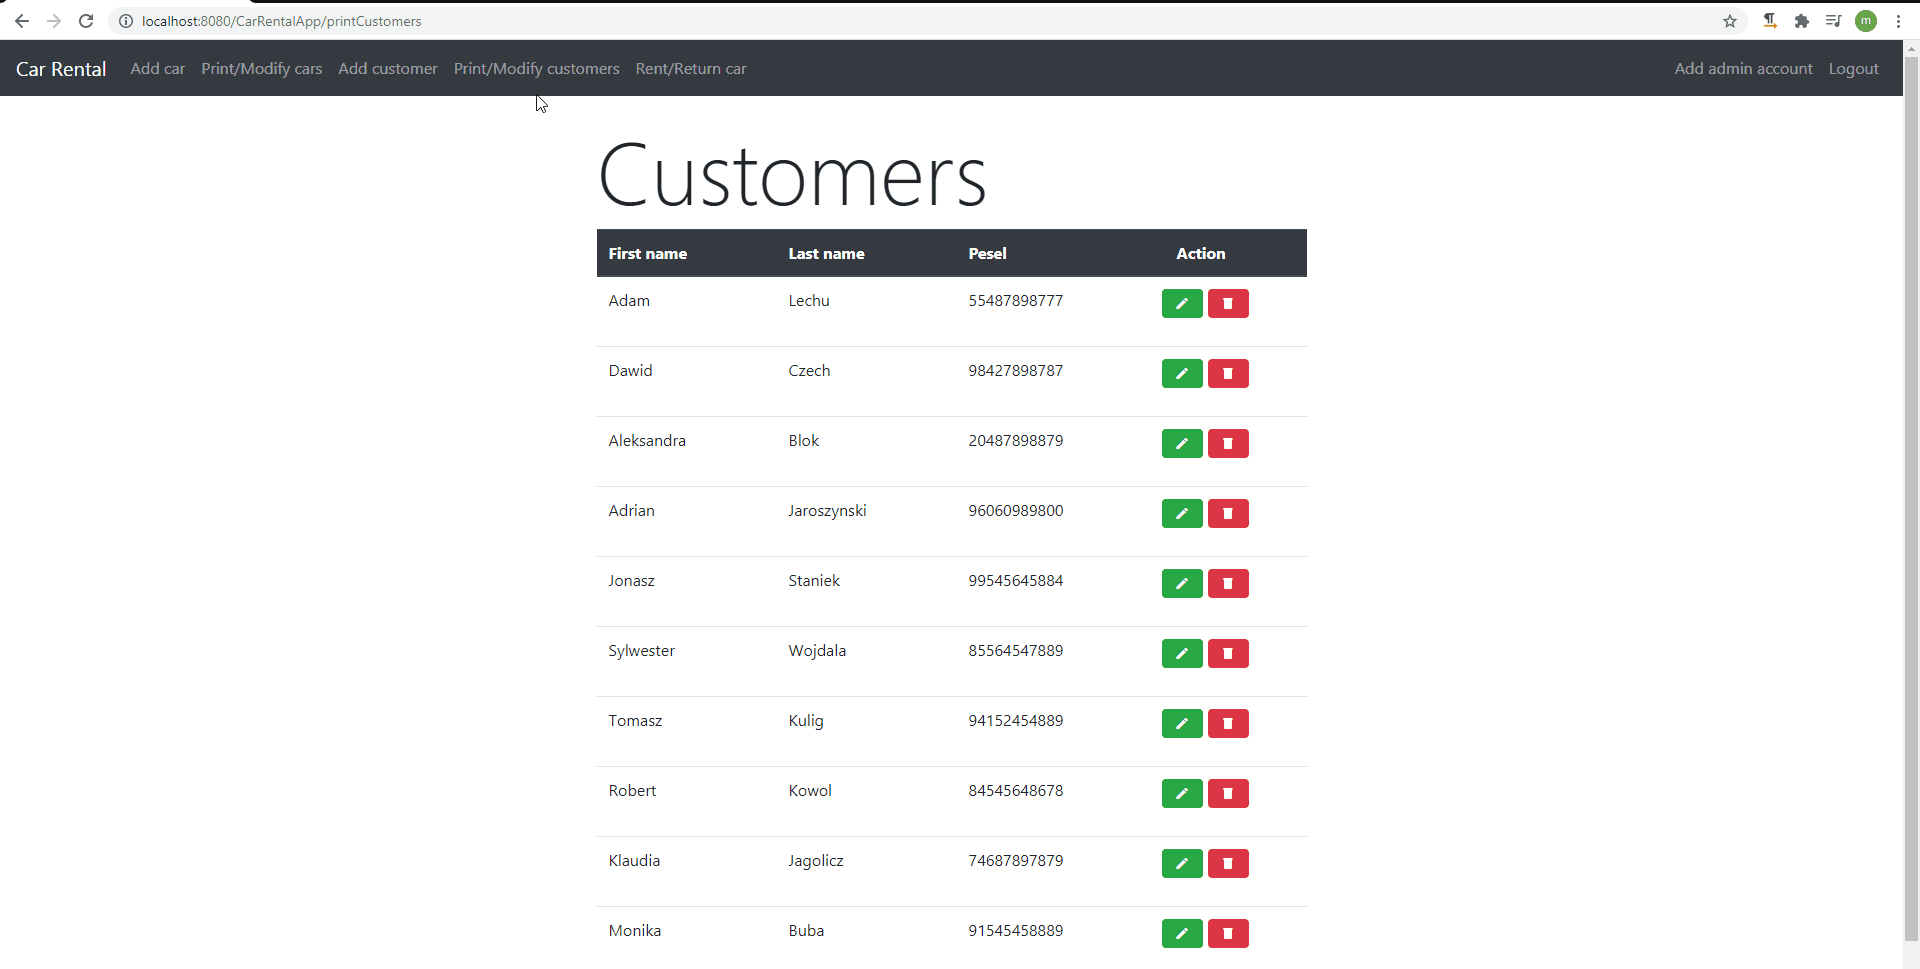 localhost:8080/CarRentalApp/printCustomers
m
Car Rental Add car Print/Modify cars Add customer Print/Modify customers Rent/Return car Add admin account Logout
Customers
First name Last name Pesel Action
Adam Lechu 55487898777
Dawid Czech 98427898787
Aleksandra Blok 20487898879
Adrian Jaroszynski 96060989800
Jonasz Staniek 99545645884
Sylwester Wojdala 85564547889
Tomasz Kulig 94152454889
Robert Kowol 84545648678
Klaudia Jagolicz 74687897879
Monika Buba 91545458889